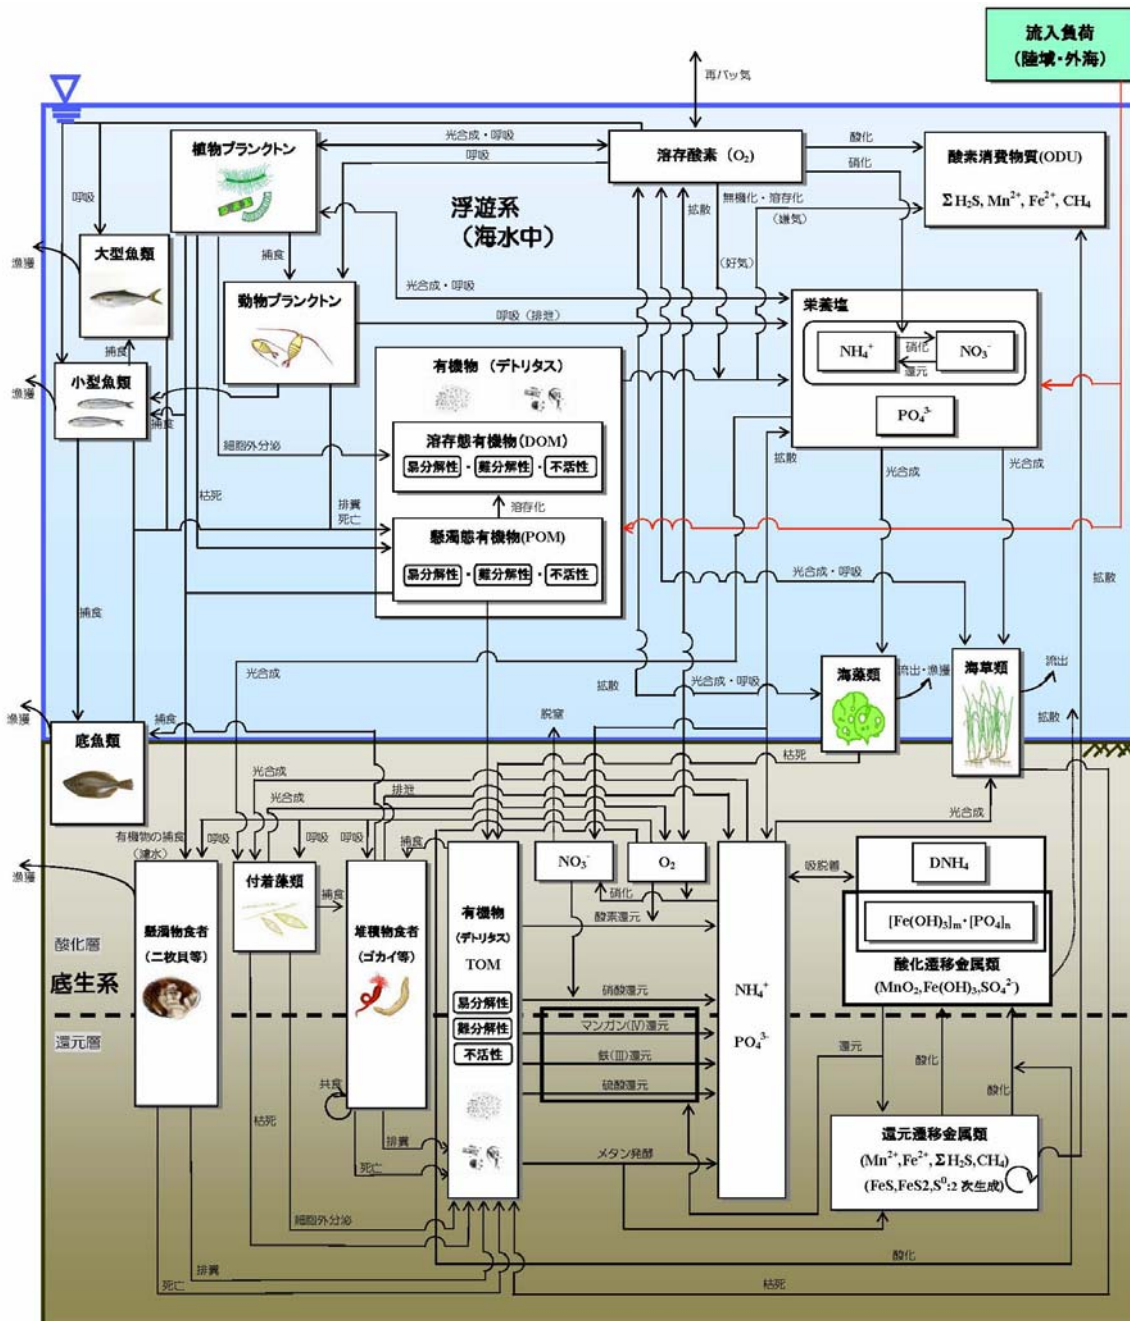 流入負荷
(陸域・外海)
再バッ気
植物プランクトン
光合成・呼吸
呼吸
溶存酸素 (O₂)
酸化
硝化
酸素消費物質(ODU)
ΣH₂S, Mn²⁺, Fe²⁺, CH₄
呼吸
浮遊系
(海水中)
拡散
無機化・溶存化
(嫌気)
(好気)
漁獲
大型魚類
捕食
動物プランクトン
光合成・呼吸
呼吸(排泄)
栄養塩
NH₄⁺
硝化
還元
NO₃⁻
PO₄³⁻
捕食
漁獲
小型魚類
捕食
有機物 (デトリタス)
細胞外分泌
溶存態有機物(DOM)
易分解性・難分解性・不活性
溶存化
枯死
排糞
死亡
懸濁態有機物(POM)
易分解性・難分解性・不活性
拡散
光合成
光合成
光合成・呼吸
拡散
捕食
光合成
拡散
光合成・呼吸
海藻類
流出・漁獲
海草類
流出
拡散
漁獲
底魚類
捕食
脱窒
枯死
光合成
光合成
排泄
光合成
有機物の捕食
(濾水)
呼吸
呼吸
呼吸
捕食
漁獲
懸濁物食者
(二枚貝等)
付着藻類
捕食
堆積物食者
(ゴカイ等)
有機物
(デトリタス)
TOM
易分解性
難分解性
不活性
NO₃⁻
O₂
硝化
酸素還元
硝酸還元
マンガン(Ⅳ)還元
鉄(Ⅲ)還元
硫酸還元
メタン発酵
NH₄⁺
PO₄³⁻
吸脱着
DNH₄
[Fe(OH)₃]m・[PO₄]n
酸化遷移金属類
(MnO₂,Fe(OH)₃,SO₄²⁻)
酸化層
底生系
還元層
還元
酸化
酸化
共食
枯死
排糞
死亡
還元遷移金属類
(Mn²⁺,Fe²⁺,ΣH₂S,CH₄)
(FeS,FeS2,S⁰:2 次生成)
細胞外分泌
排糞
死亡
酸化
枯死